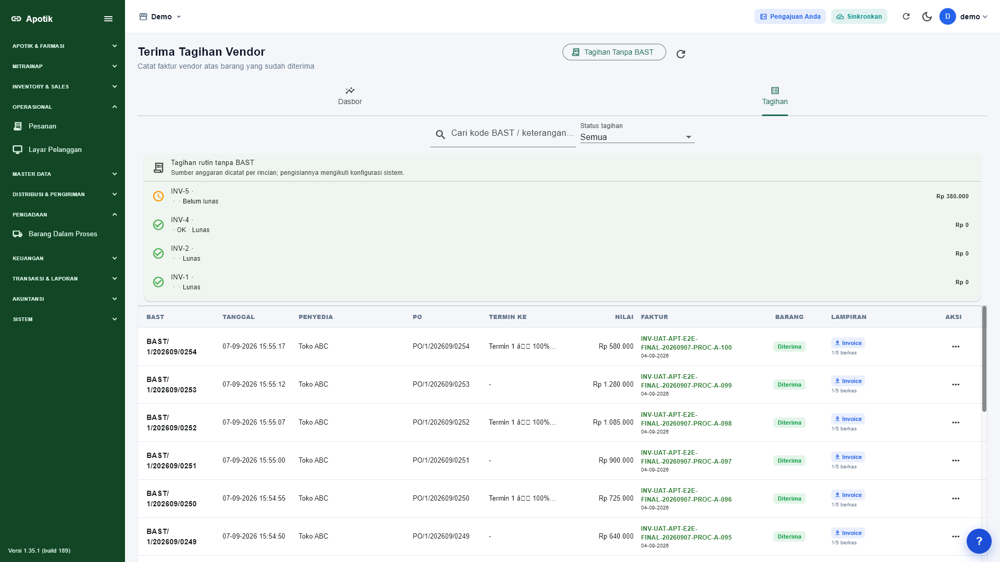 Apotik
Demo
Pengajuan Anda
Sinkronkan
D
demo
APOTIK & FARMASI
MITRAINAP
INVENTORY & SALES
OPERASIONAL
Pesanan
Layar Pelanggan
MASTER DATA
DISTRIBUSI & PENGIRIMAN
PENGADAAN
Barang Dalam Proses
KEUANGAN
TRANSAKSI & LAPORAN
AKUNTANSI
SISTEM
Versi 1.35.1 (build 189)
Terima Tagihan Vendor
Catat faktur vendor atas barang yang sudah diterima
Tagihan Tanpa BAST
Dasbor
Tagihan
Cari kode BAST / keterangan...
Status tagihan
Semua
Tagihan rutin tanpa BAST
Sumber anggaran dicatat per rincian; pengisiannya mengikuti konfigurasi sistem.
INV-5 ·
· · Belum lunas
Rp 380.000
INV-4 ·
· OK · Lunas
Rp 0
INV-2 ·
· · Lunas
Rp 0
INV-1 ·
· · Lunas
Rp 0
BAST TANGGAL PENYEDIA PO TERMIN KE NILAI FAKTUR BARANG LAMPIRAN AKSI
BAST/
1/202609/0254
07-09-2026 15:55:17
Toko ABC
PO/1/202609/0254
Termin 1 â 100%...
Rp 580.000
INV-UAT-APT-E2E-
FINAL-20260907-PROC-A-100
04-09-2026
Diterima
Invoice
1/5 berkas
BAST/
1/202609/0253
07-09-2026 15:55:12
Toko ABC
PO/1/202609/0253
-
Rp 1.280.000
INV-UAT-APT-E2E-
FINAL-20260907-PROC-A-099
04-09-2026
Diterima
Invoice
1/5 berkas
BAST/
1/202609/0252
07-09-2026 15:55:07
Toko ABC
PO/1/202609/0252
Termin 1 â 100%...
Rp 1.085.000
INV-UAT-APT-E2E-
FINAL-20260907-PROC-A-098
04-09-2026
Diterima
Invoice
1/5 berkas
BAST/
1/202609/0251
07-09-2026 15:55:00
Toko ABC
PO/1/202609/0251
-
Rp 900.000
INV-UAT-APT-E2E-
FINAL-20260907-PROC-A-097
04-09-2026
Diterima
Invoice
1/5 berkas
BAST/
1/202609/0250
07-09-2026 15:54:55
Toko ABC
PO/1/202609/0250
Termin 1 â 100%...
Rp 725.000
INV-UAT-APT-E2E-
FINAL-20260907-PROC-A-096
04-09-2026
Diterima
Invoice
1/5 berkas
BAST/
1/202609/0249
07-09-2026 15:54:50
Toko ABC
PO/1/202609/0249
-
Rp 640.000
INV-UAT-APT-E2E-
FINAL-20260907-PROC-A-095
04-09-2026
Diterima
Invoice
1/5 berkas
?